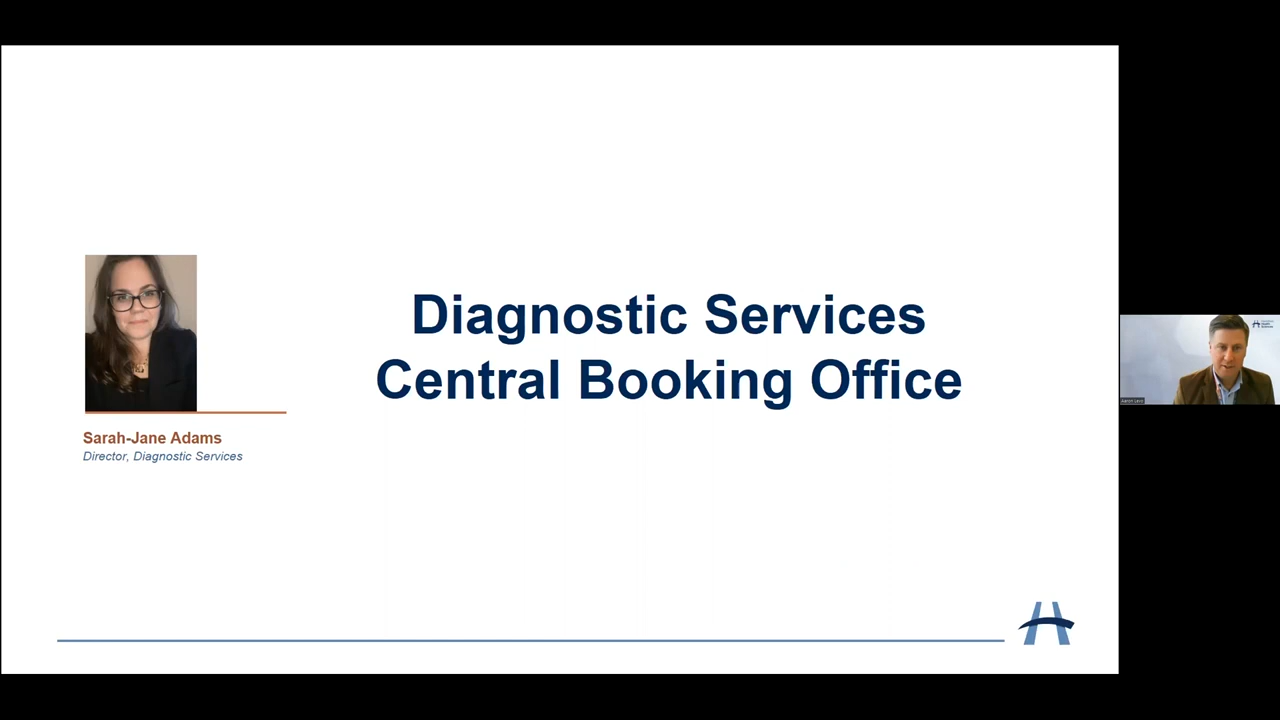 Diagnostic Services
Central Booking Office
Sarah-Jane Adams
Director, Diagnostic Services